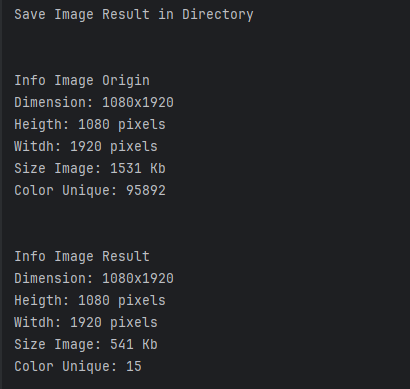 Save Image Result in Directory
Info Image Origin
Dimension: 1080x1920
Heigth: 1080 pixels
Witdh: 1920 pixels
Size Image: 1531 Kb
Color Unique: 95892
Info Image Result
Dimension: 1080x1920
Heigth: 1080 pixels
Witdh: 1920 pixels
Size Image: 541 Kb
Color Unique: 15